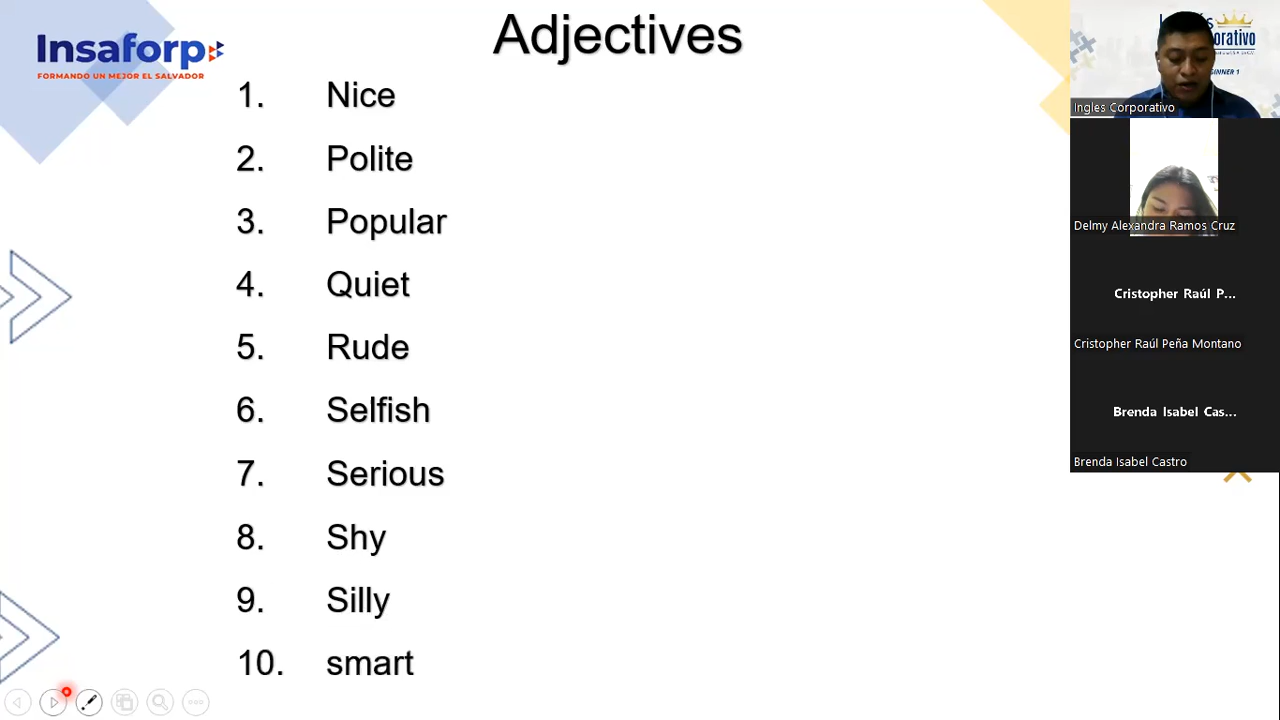 Adjectives
Insaforp
FORMANDO UN MEJOR EL SALVADOR
1. Nice
2. Polite
3. Popular
4. Quiet
5. Rude
6. Selfish
7. Serious
8. Shy
9. Silly
10. smart
Ingles Corporativo
Delmy Alexandra Ramos Cruz
Cristopher Raúl P...
Cristopher Raúl Peña Montano
Brenda Isabel Cas...
Brenda Isabel Castro